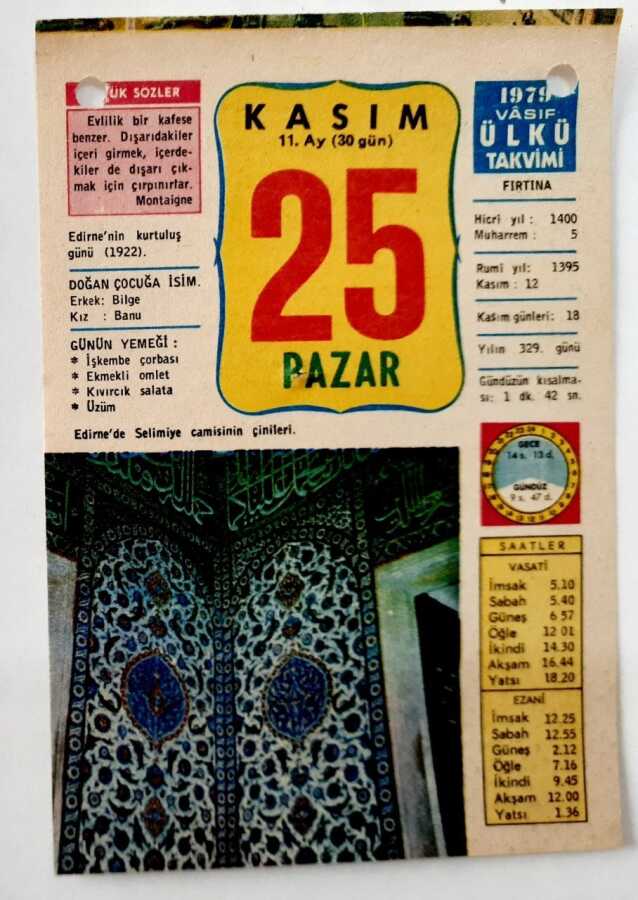 ÜK SÖZLER
Evlilik bir kafese
benzer. Dışarıdakiler
içeri girmek, içerde-
kiler de dışarı çık-
mak için çırpınırlar.
Montaigne
Edirne'nin kurtuluş
günü (1922).
DOĞAN ÇOCUĞA İSİM.
Erkek: Bilge
Kız : Banu
GÜNÜN YEMEĞİ :
* İşkembe çorbası
* Ekmekli omlet
* Kıvırcık salata
* Üzüm
KASIM
11. Ay (30 gün)
25
PAZAR
1979
VÂSIF
ÜLKÜ
TAKVİMİ
FIRTINA
Hicri yıl : 1400
Muharrem : 5
Rumi yıl: 1395
Kasım : 12
Kasım günleri: 18
Yılın 329. günü
Gündüzün kısalma-
sı: 1 dk. 42 sn.
GECE
14 s. 13 d.
GÜNDÜZ
9 s. 47 d.
SAATLER
VASATİ
İmsak 5.10
Sabah 5.40
Güneş 6 57
Öğle 12 01
İkindi 14.30
Akşam 16.44
Yatsı 18.20
EZANİ
İmsak 12.25
Sabah 12.55
Güneş 2.12
Öğle 7.16
İkindi 9.45
Akşam 12.00
Yatsı 1.36
Edirne'de Selimiye camisinin çinileri.